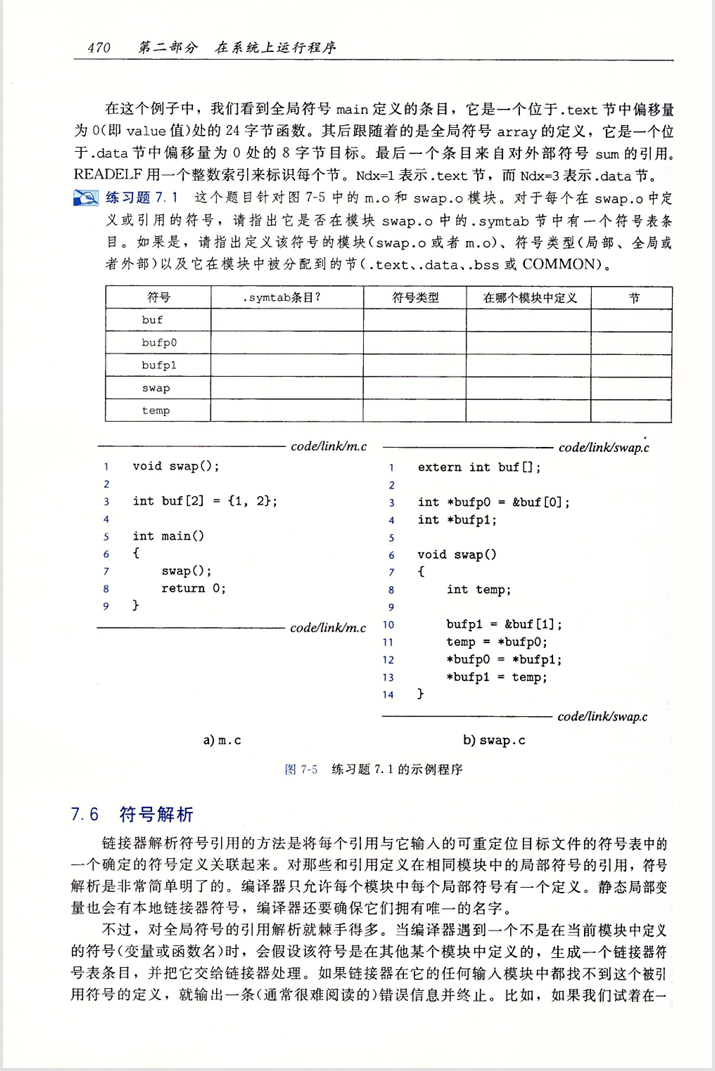 470 第二部分 在系统上运行程序
在这个例子中，我们看到全局符号 main 定义的条目，它是一个位于.text 节中偏移量
为 0(即 value 值)处的 24 字节函数。其后跟随着的是全局符号 array 的定义，它是一个位
于.data 节中偏移量为 0 处的 8 字节目标。最后一个条目来自对外部符号 sum 的引用。
READELF 用一个整数索引来标识每个节。Ndx=1 表示.text 节，而 Ndx=3 表示.data 节。
练习题 7.1 这个题目针对图 7-5 中的 m.o 和 swap.o 模块。对于每个在 swap.o 中定
义或引用的符号，请指出它是否在模块 swap.o 中的.symtab 节中有一个符号表条
目。如果是，请指出定义该符号的模块(swap.o 或者 m.o)、符号类型(局部、全局或
者外部)以及它在模块中被分配到的节(.text、.data、.bss 或 COMMON)。
符号 .symtab条目? 符号类型 在哪个模块中定义 节
buf
bufp0
bufp1
swap
temp
code/link/m.c
1 void swap();
2
3 int buf[2] = {1, 2};
4
5 int main()
6 {
7 swap();
8 return 0;
9 }
code/link/m.c
a) m.c
code/link/swap.c
1 extern int buf[];
2
3 int *bufp0 = &buf[0];
4 int *bufp1;
5
6 void swap()
7 {
8 int temp;
9
10 bufp1 = &buf[1];
11 temp = *bufp0;
12 *bufp0 = *bufp1;
13 *bufp1 = temp;
14 }
code/link/swap.c
b) swap.c
图 7-5 练习题 7.1 的示例程序
7.6 符号解析
链接器解析符号引用的方法是将每个引用与它输入的可重定位目标文件的符号表中的
一个确定的符号定义关联起来。对那些和引用定义在相同模块中的局部符号的引用，符号
解析是非常简单明了的。编译器只允许每个模块中每个局部符号有一个定义。静态局部变
量也会有本地链接器符号，编译器还要确保它们拥有唯一的名字。
不过，对全局符号的引用解析就棘手得多。当编译器遇到一个不是在当前模块中定义
的符号(变量或函数名)时，会假设该符号是在其他某个模块中定义的，生成一个链接器符
号表条目，并把它交给链接器处理。如果链接器在它的任何输入模块中都找不到这个被引
用符号的定义，就输出一条(通常很难阅读的)错误信息并终止。比如，如果我们试着在一